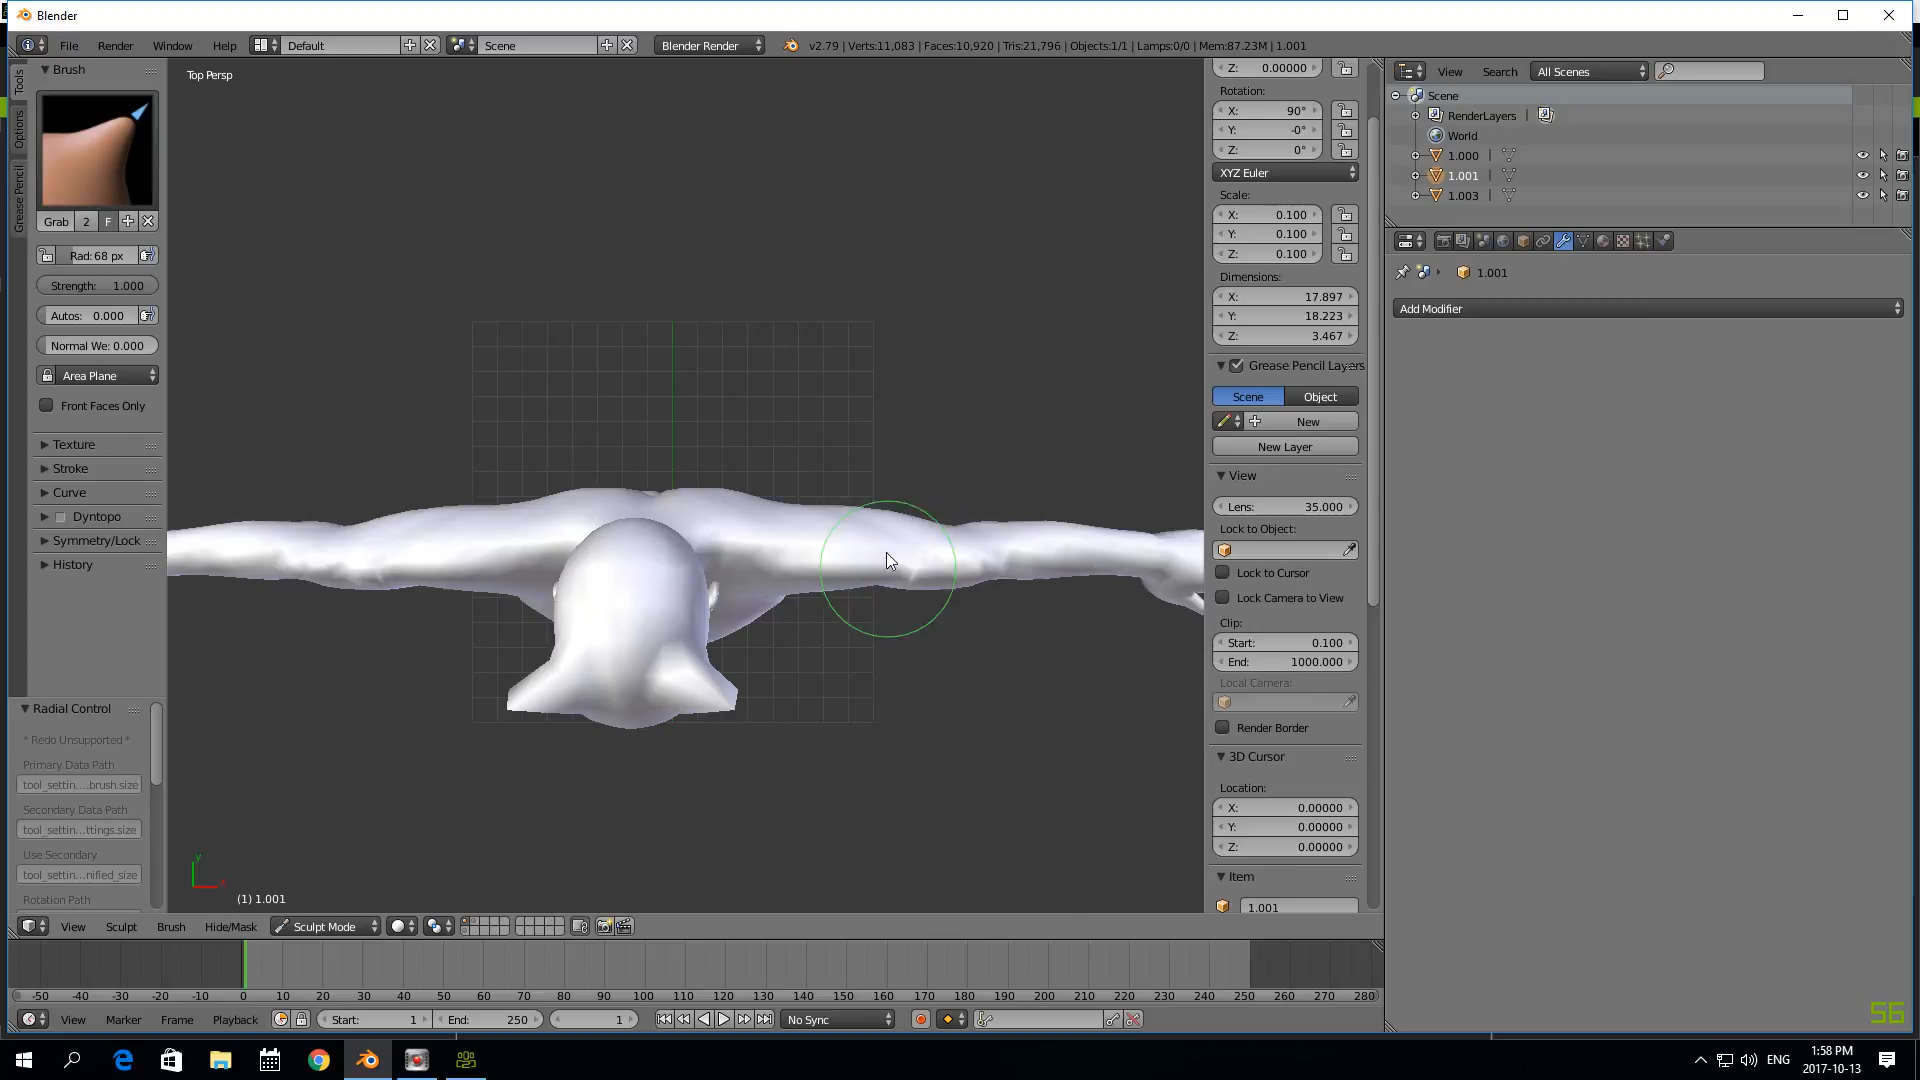 Blender
File Render Window Help Default Scene Blender Render v2.79 | Verts:11,083 | Faces:10,920 | Tris:21,796 | Objects:1/1 | Lamps:0/0 | Mem:87.23M | 1.001
Tools
Options
Grease Pencil
Brush
Grab 2 F
Rad: 68 px
Strength: 1.000
Autos: 0.000
Normal We: 0.000
Area Plane
Front Faces Only
Texture
Stroke
Curve
Dyntopo
Symmetry/Lock
History
Radial Control
* Redo Unsupported *
Primary Data Path
tool_settin....brush.size
Secondary Data Path
tool_settin...ttings.size
Use Secondary
tool_settin...nified_size
Rotation Path
Top Persp
y
x
(1) 1.001
Z: 0.00000
Rotation:
X: 90°
Y: -0°
Z: 0°
XYZ Euler
Scale:
X: 0.100
Y: 0.100
Z: 0.100
Dimensions:
X: 17.897
Y: 18.223
Z: 3.467
Grease Pencil Layers
Scene Object
New
New Layer
View
Lens: 35.000
Lock to Object:
Lock to Cursor
Lock Camera to View
Clip:
Start: 0.100
End: 1000.000
Local Camera:
Render Border
3D Cursor
Location:
X: 0.00000
Y: 0.00000
Z: 0.00000
Item
1.001
View Search All Scenes
Scene
RenderLayers |
World
1.000 |
1.001 |
1.003 |
1.001
Add Modifier
View Sculpt Brush Hide/Mask Sculpt Mode
-50 -40 -30 -20 -10 0 10 20 30 40 50 60 70 80 90 100 110 120 130 140 150 160 170 180 190 200 210 220 230 240 250 260 270 280
View Marker Frame Playback Start: 1 End: 250 1 No Sync
56
ENG 1:58 PM
2017-10-13